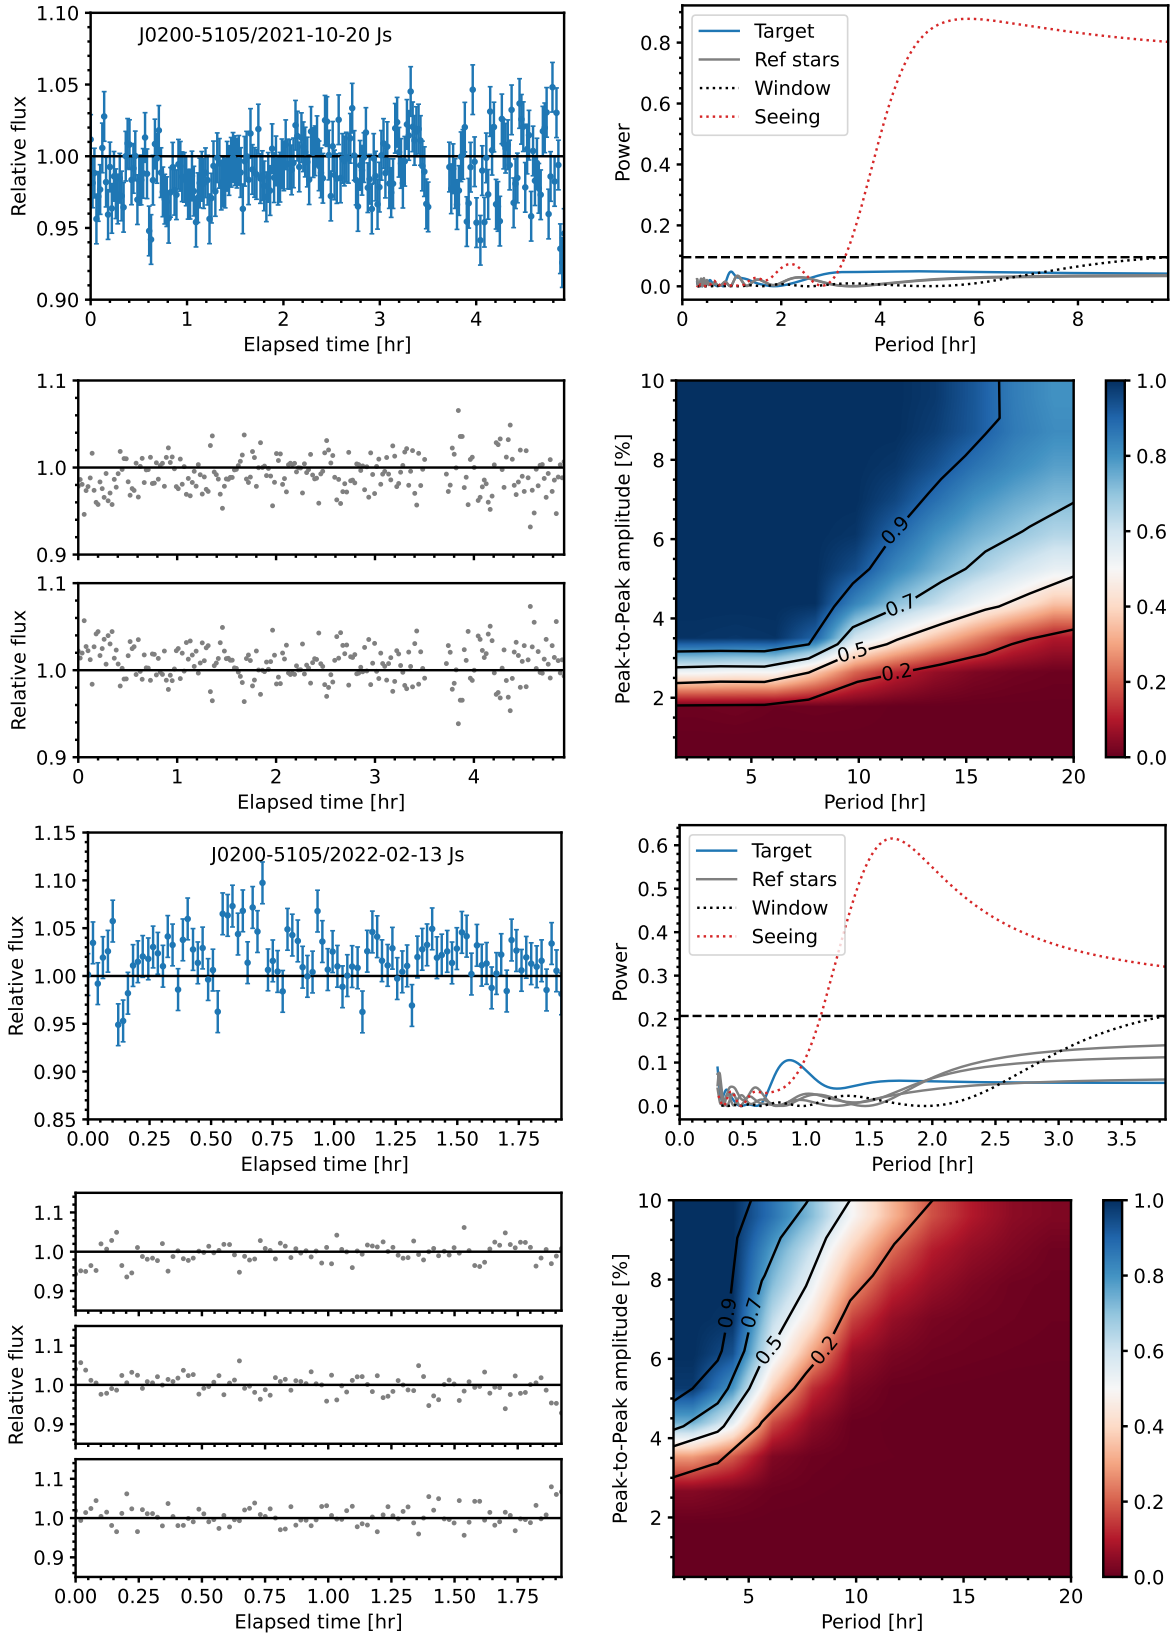 J0200-5105/2021-10-20 Js
1.10
1.05
1.00
0.95
0.90
Relative flux
0 1 2 3 4
Elapsed time [hr]
Target
Ref stars
Window
Seeing
0.8
0.6
0.4
0.2
0.0
Power
0 2 4 6 8
Period [hr]
1.1
1.0
0.9
1.1
1.0
0.9
Relative flux
0 1 2 3 4
Elapsed time [hr]
10
8
6
4
2
Peak-to-Peak amplitude [%]
0.9
0.7
0.5
0.2
5 10 15 20
Period [hr]
1.0
0.8
0.6
0.4
0.2
0.0
J0200-5105/2022-02-13 Js
1.15
1.10
1.05
1.00
0.95
0.90
0.85
Relative flux
0.00 0.25 0.50 0.75 1.00 1.25 1.50 1.75
Elapsed time [hr]
Target
Ref stars
Window
Seeing
0.6
0.5
0.4
0.3
0.2
0.1
0.0
Power
0.0 0.5 1.0 1.5 2.0 2.5 3.0 3.5
Period [hr]
1.1
1.0
0.9
1.1
1.0
0.9
1.1
1.0
0.9
Relative flux
0.00 0.25 0.50 0.75 1.00 1.25 1.50 1.75
Elapsed time [hr]
10
8
6
4
2
Peak-to-Peak amplitude [%]
0.9
0.7
0.5
0.2
5 10 15 20
Period [hr]
1.0
0.8
0.6
0.4
0.2
0.0